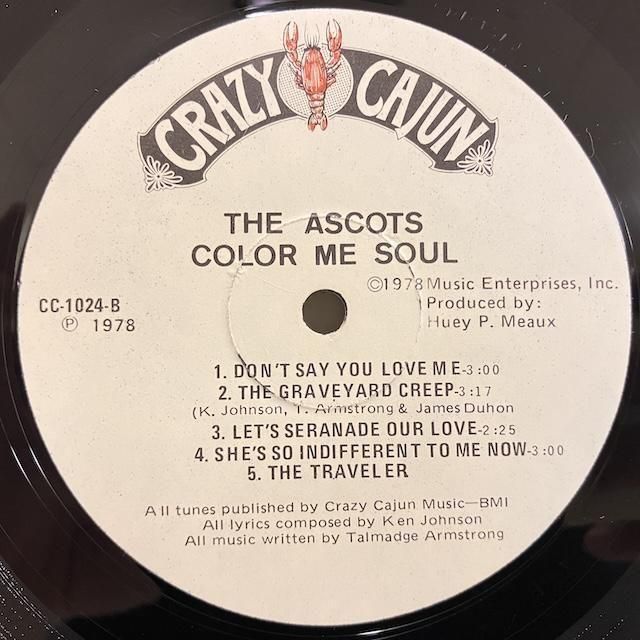 CRAZY CAJUN
THE ASCOTS
COLOR ME SOUL
©1978 Music Enterprises, Inc.
Produced by:
Huey P. Meaux
CC-1024-B
℗ 1978
1. DON'T SAY YOU LOVE ME-3:00
2. THE GRAVEYARD CREEP-3:17
(K. Johnson, T. Armstrong & James Duhon
3. LET'S SERANADE OUR LOVE-2:25
4. SHE'S SO INDIFFERENT TO ME NOW-3:00
5. THE TRAVELER
All tunes published by Crazy Cajun Music—BMI
All lyrics composed by Ken Johnson
All music written by Talmadge Armstrong